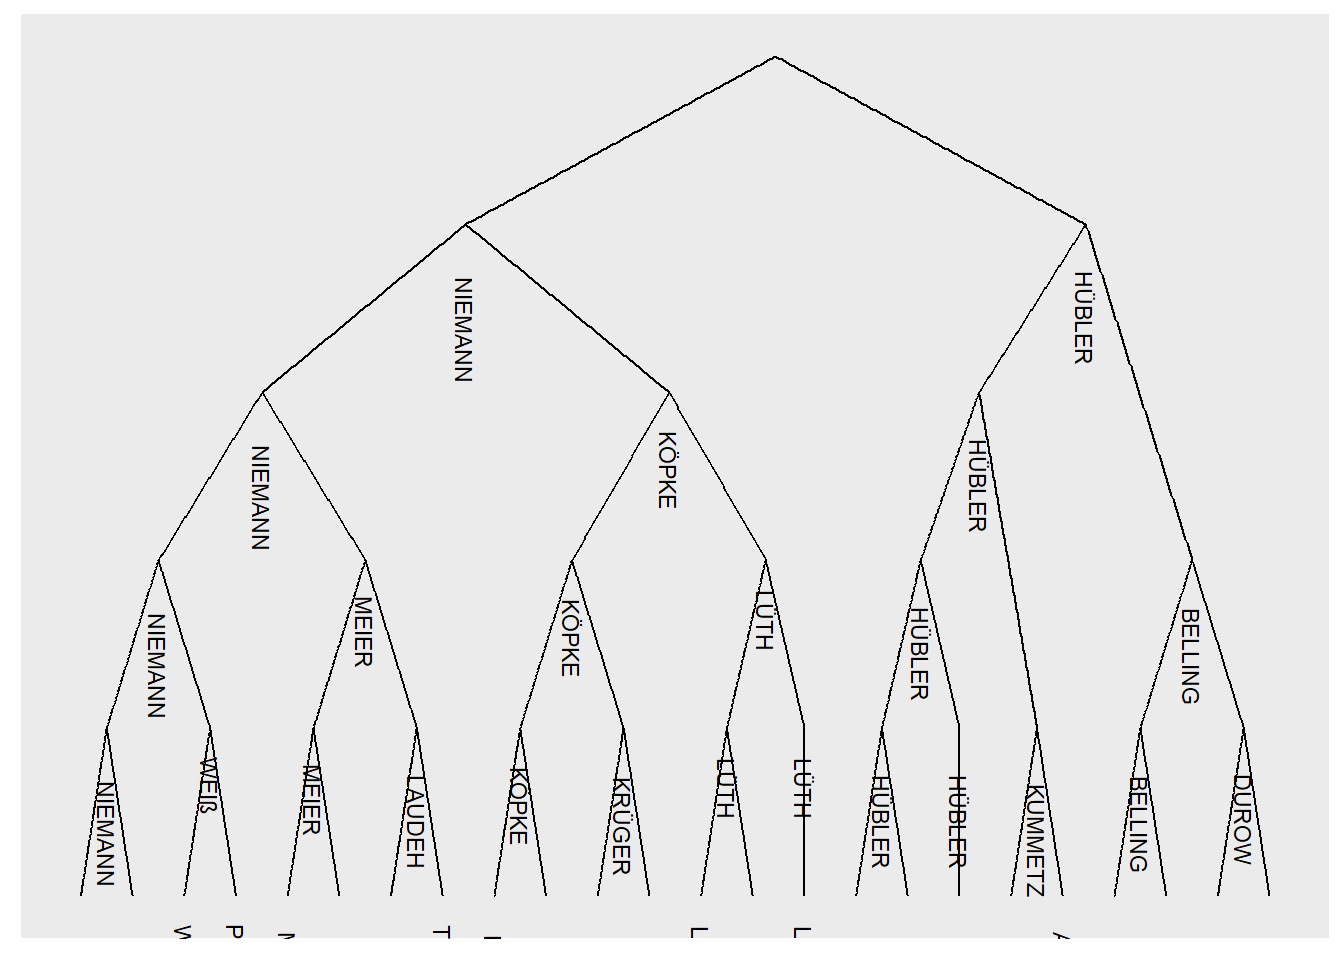 NIEMANN
HÜBLER
NIEMANN
KÖPKE
HÜBLER
NIEMANN
MEIER
KÖPKE
LÜTH
HÜBLER
BELLING
NIEMANN
WEIß
MEIER
LAUDEH
KÖPKE
KRÜGER
LÜTH
LÜTH
HÜBLER
HÜBLER
KUMMETZ
BELLING
DUROW